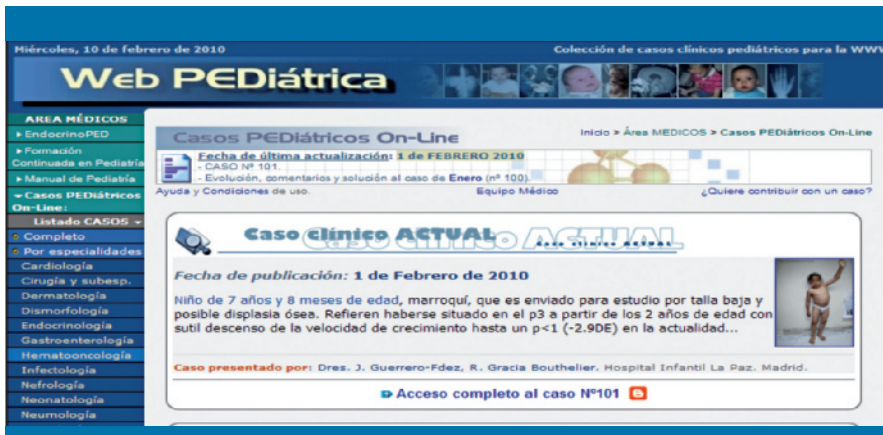 Miércoles, 10 de febrero de 2010
Colección de casos clínicos pediátricos para la WWW
Web PEDiátrica
AREA MÉDICOS
EndocrinoPED
Formación
Continuada en Pediatría
Manual de Pediatría
Casos PEDiátricos
On-Line:
Listado CASOS
Completo
Por especialidades
Cardiología
Cirugía y subesp.
Dermatología
Dismorfología
Endocrinología
Gastroenterología
Hematooncología
Infectología
Nefrología
Neonatología
Neumología
Casos PEDiátricos On-Line
Inicio > Área MEDICOS > Casos PEDiátricos On-Line
Fecha de última actualización: 1 de FEBRERO 2010
- CASO Nº 101.
- Evolución, comentarios y solución al caso de Enero (nº 100).
Ayuda y Condiciones de uso.
Equipo Médico
¿Quiere contribuir con un caso?
Caso clínico ACTUAL
Fecha de publicación: 1 de Febrero de 2010
Niño de 7 años y 8 meses de edad, marroquí, que es enviado para estudio por talla baja y
posible displasia ósea. Refieren haberse situado en el p3 a partir de los 2 años de edad con
sutil descenso de la velocidad de crecimiento hasta un p<1 (-2.9DE) en la actualidad...
Caso presentado por: Dres. J. Guerrero-Fdez, R. Gracia Bouthelier. Hospital Infantil La Paz. Madrid.
Acceso completo al caso Nº101